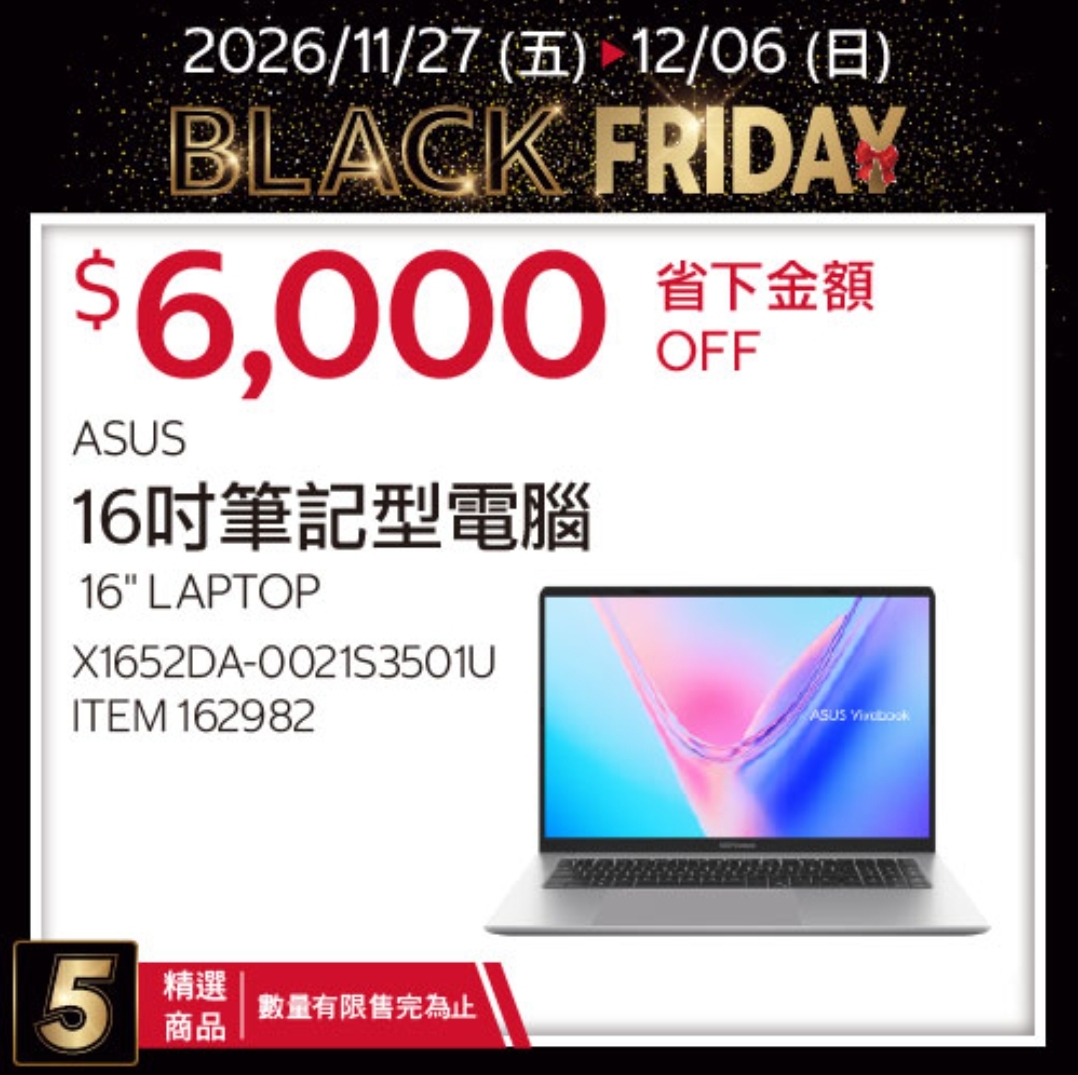 2026/11/27 (五)▶12/06 (日)
BLACK FRIDAY
$6,000 省下金額
OFF
ASUS
16吋筆記型電腦
16" LAPTOP
X1652DA-0021S3501U
ITEM 162982
ASUS Vivobook
5
精選
商品
數量有限售完為止